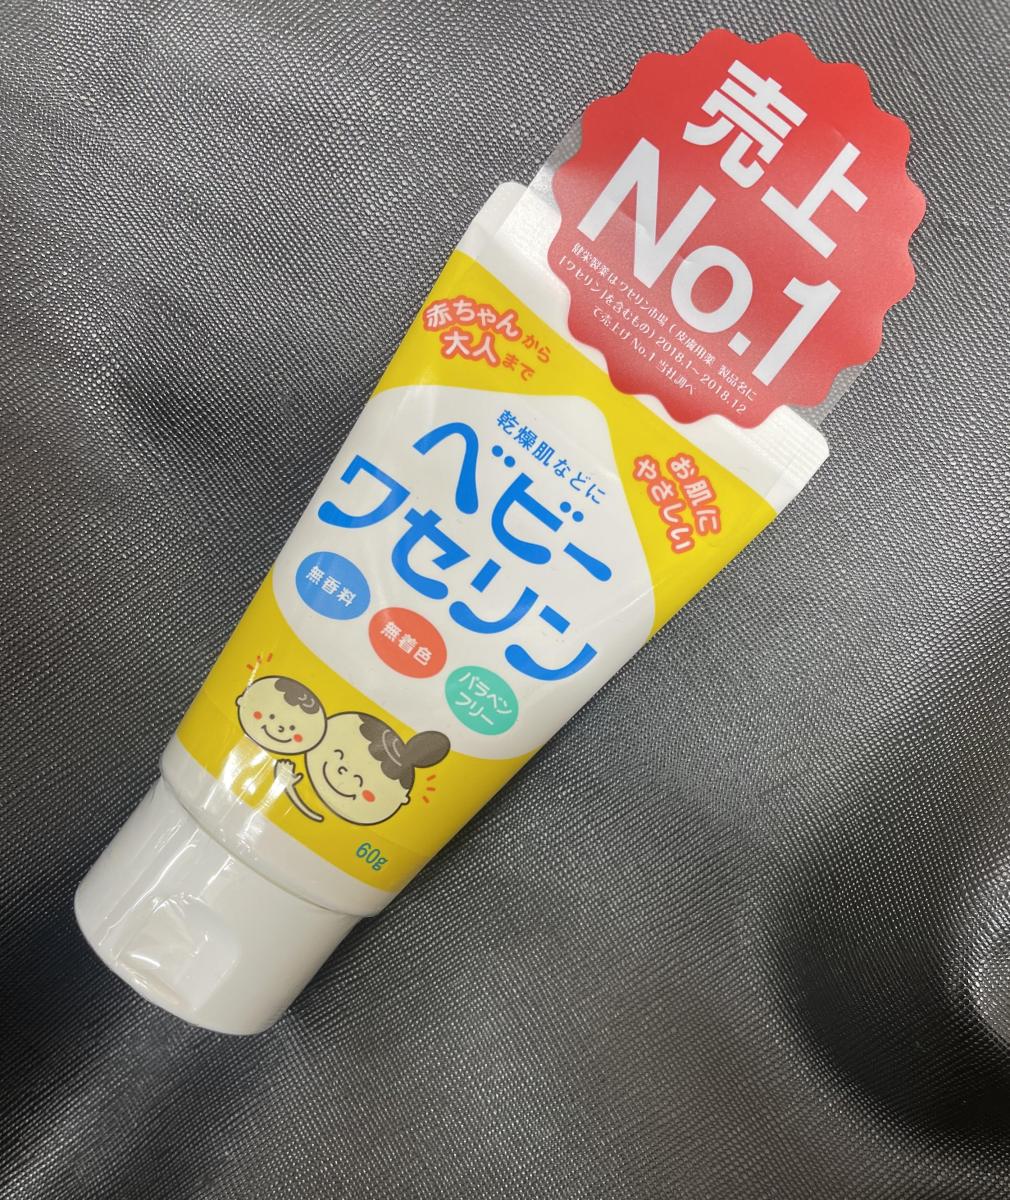 売上
No.1
健栄製薬はワセリン市場(皮膚用薬 製品名に
「ワセリン」を含むもの)2018.1〜2018.12
で売上げNo.1 当社調べ
赤ちゃんから
大人まで
お肌に
やさしい
乾燥肌などに
ベビー
ワセリン
無香料
無着色
パラベン
フリー
60g